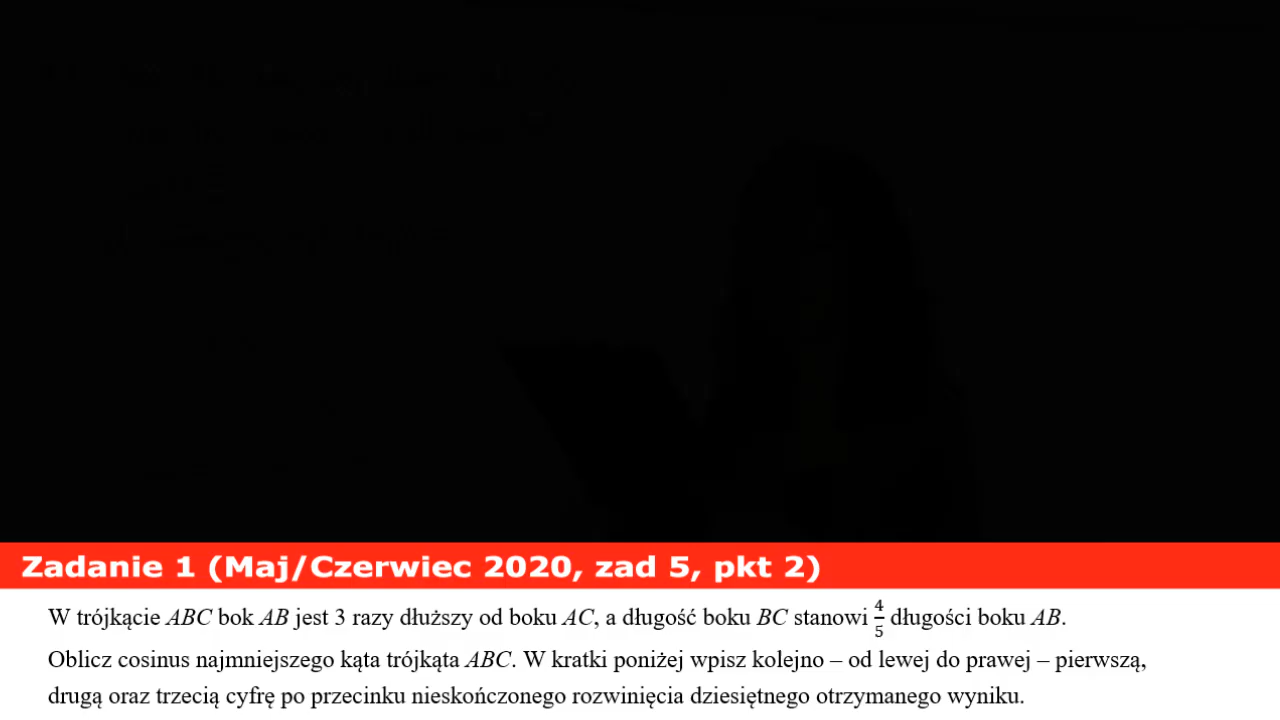 Zadanie 1 (Maj/Czerwiec 2020, zad 5, pkt 2)
W trójkącie ABC bok AB jest 3 razy dłuższy od boku AC, a długość boku BC stanowi 4/5 długości boku AB.
Oblicz cosinus najmniejszego kąta trójkąta ABC. W kratki poniżej wpisz kolejno – od lewej do prawej – pierwszą,
drugą oraz trzecią cyfrę po przecinku nieskończonego rozwinięcia dziesiętnego otrzymanego wyniku.